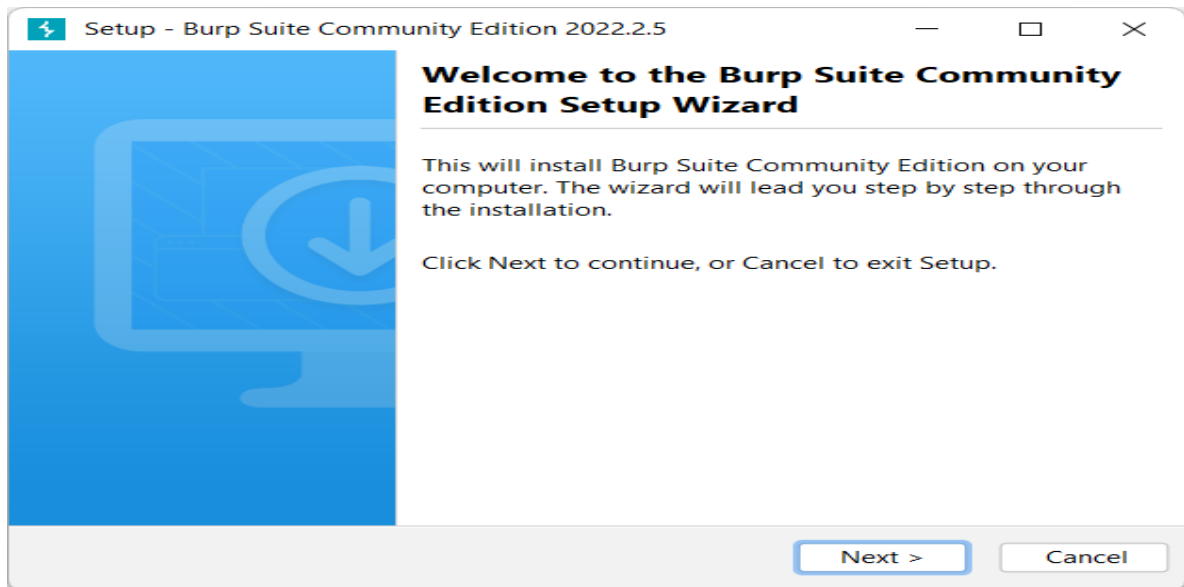 Setup - Burp Suite Community Edition 2022.2.5
Welcome to the Burp Suite Community
Edition Setup Wizard
This will install Burp Suite Community Edition on your
computer. The wizard will lead you step by step through
the installation.
Click Next to continue, or Cancel to exit Setup.
Next >
Cancel